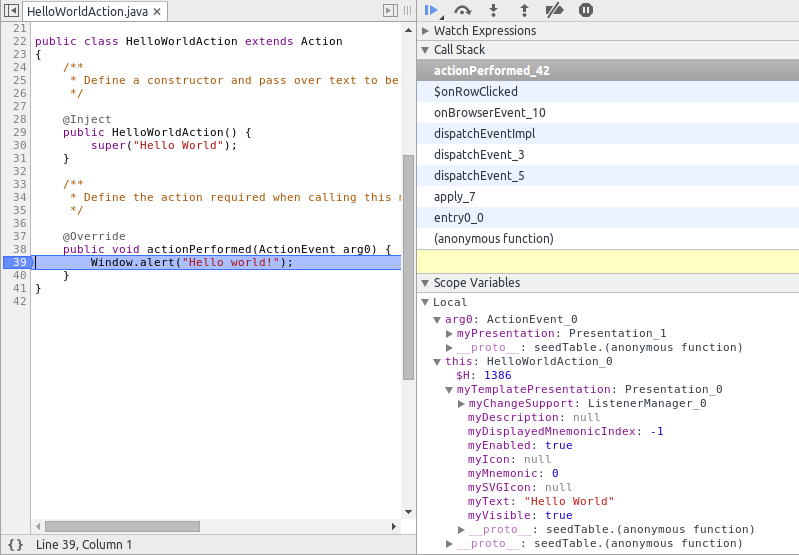 HelloWorldAction.java ×
21
22 public class HelloWorldAction extends Action
23 {
24 /**
25 * Define a constructor and pass over text to be
26 */
27
28 @Inject
29 public HelloWorldAction() {
30 super("Hello World");
31 }
32
33 /**
34 * Define the action required when calling this
35 */
36
37 @Override
38 public void actionPerformed(ActionEvent arg0) {
39 Window.alert("Hello world!");
40 }
41 }
42
{} Line 39, Column 1
Watch Expressions
Call Stack
actionPerformed_42
$onRowClicked
onBrowserEvent_10
dispatchEventImpl
dispatchEvent_3
dispatchEvent_5
apply_7
entry0_0
(anonymous function)
Scope Variables
Local
arg0: ActionEvent_0
myPresentation: Presentation_1
__proto__: seedTable.(anonymous function)
this: HelloWorldAction_0
$H: 1386
myTemplatePresentation: Presentation_0
myChangeSupport: ListenerManager_0
myDescription: null
myDisplayedMnemonicIndex: -1
myEnabled: true
myIcon: null
myMnemonic: 0
mySVGIcon: null
myText: "Hello World"
myVisible: true
__proto__: seedTable.(anonymous function)
__proto__: seedTable.(anonymous function)